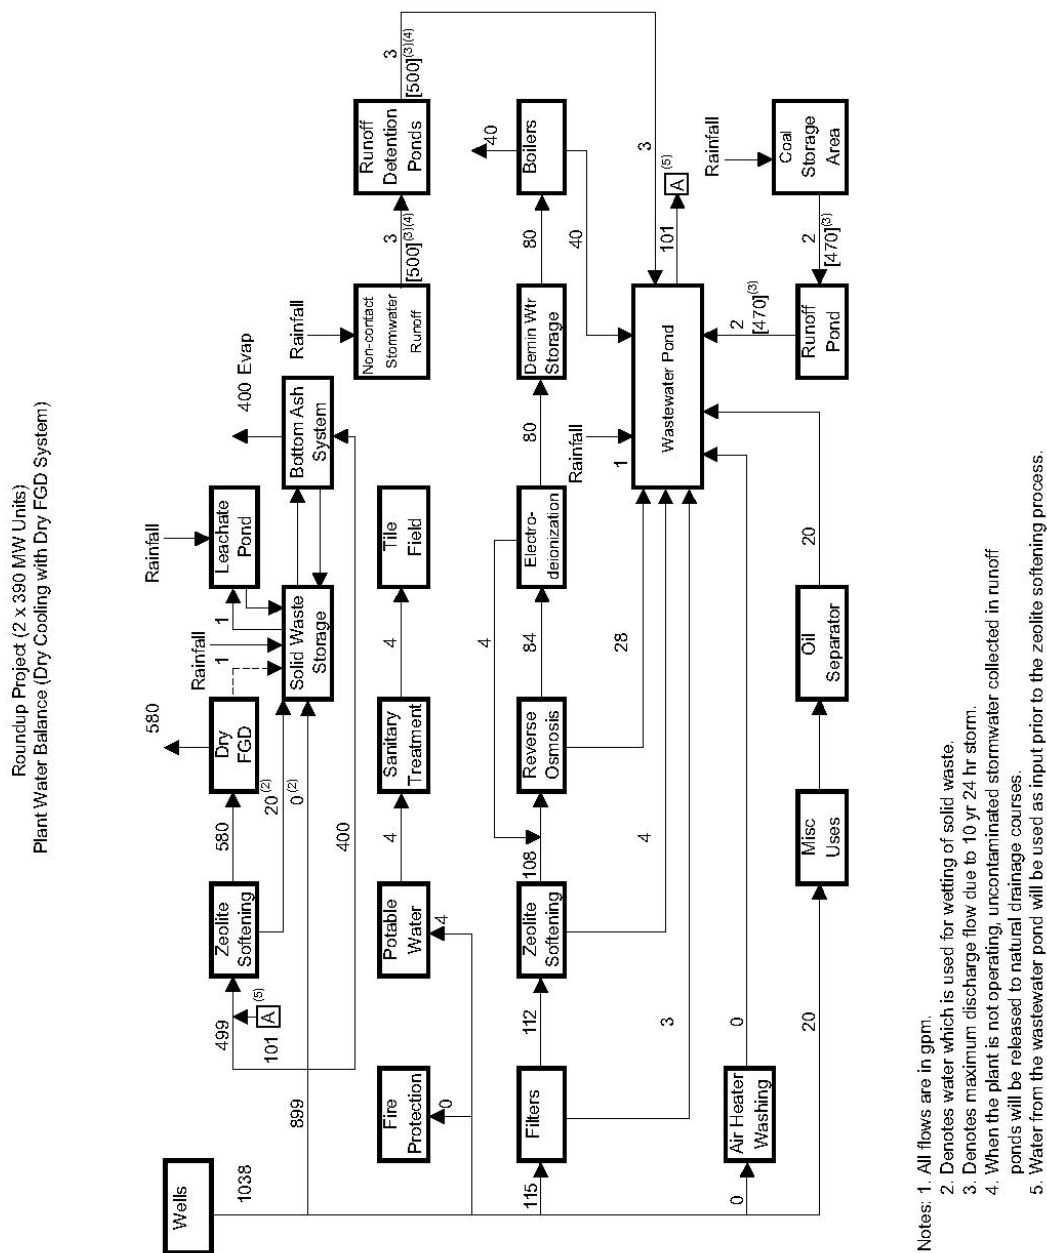 Roundup Project (2 x 390 MW Units)
Plant Water Balance (Dry Cooling with Dry FGD System)
Wells
1038
899
499
101
A (5)
Zeolite
Softening
580
Dry
FGD
580
20(2)
0(2)
400
Rainfall
1
1
Solid Waste
Storage
Rainfall
Leachate
Pond
Bottom Ash
System
400 Evap
Rainfall
Non-contact
Stormwater
Runoff
3
[500](3)(4)
Runoff
Detention
Ponds
3
[500](3)(4)
Fire
Protection
0
4
Potable
Water
4
Sanitary
Treatment
4
Tile
Field
115
Filters
112
Zeolite
Softening
108
Reverse
Osmosis
84
4
Electro-
deionization
80
Demin Wtr
Storage
80
Boilers
40
40
3
4
28
Rainfall
1
Wastewater Pond
3
101
A (5)
0
Air Heater
Washing
0
20
Misc
Uses
Oil
Separator
20
Rainfall
Coal
Storage
Area
2
[470](3)
Runoff
Pond
2
[470](3)
Notes: 1. All flows are in gpm.
2. Denotes water which is used for wetting of solid waste.
3. Denotes maximum discharge flow due to 10 yr 24 hr storm.
4. When the plant is not operating, uncontaminated stormwater collected in runoff
ponds will be released to natural drainage courses.
5. Water from the wastewater pond will be used as input prior to the zeolite softening process.